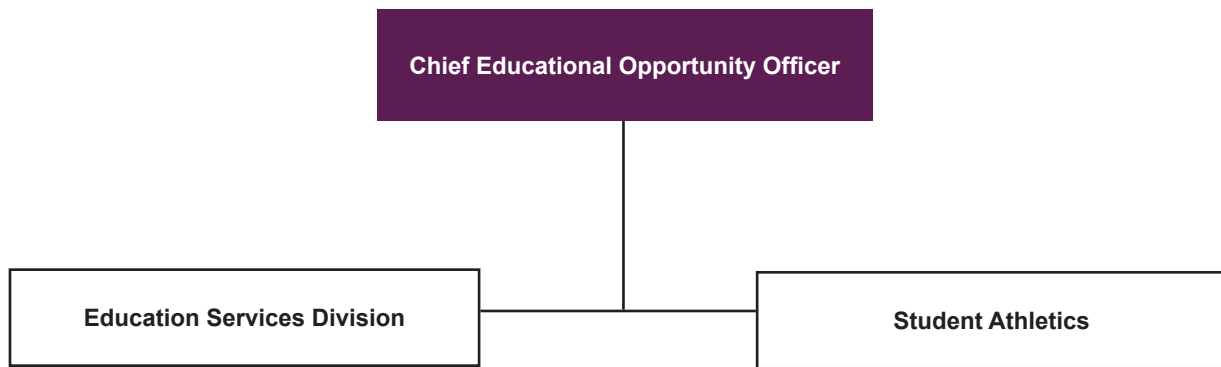 Chief Educational Opportunity Officer
Education Services Division
Student Athletics